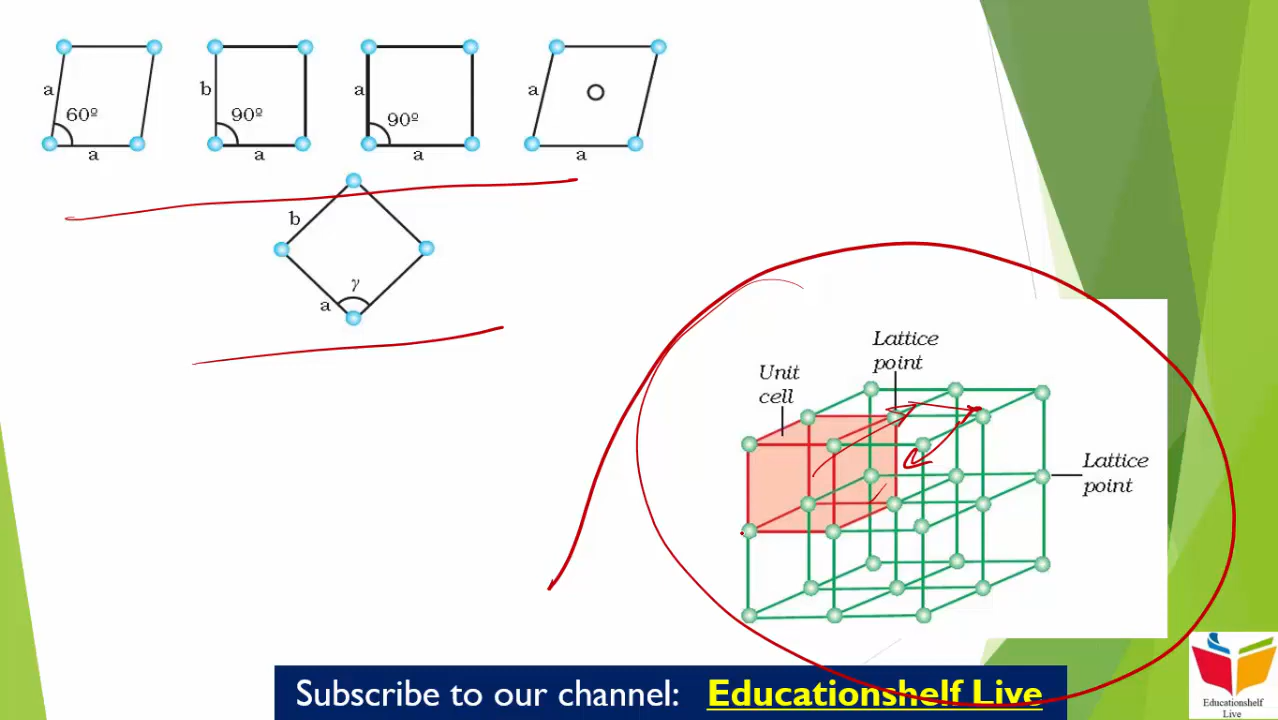 a
60º
a
b
90º
a
a
90º
a
a
a
b
a
γ
Unit
cell
Lattice
point
Lattice
point
Subscribe to our channel: Educationshelf Live
Educationshelf
Live